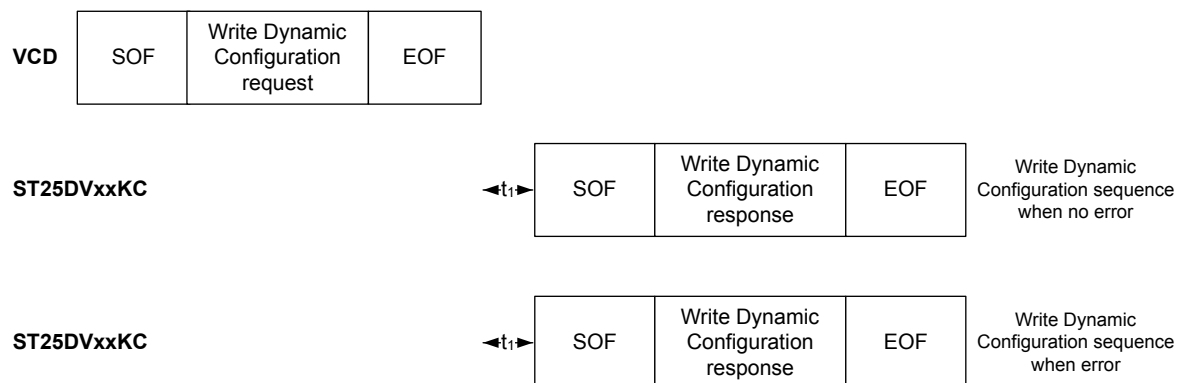 VCD
SOF
Write Dynamic
Configuration
request
EOF
ST25DVxxKC
t1
SOF
Write Dynamic
Configuration
response
EOF
Write Dynamic
Configuration sequence
when no error
ST25DVxxKC
t1
SOF
Write Dynamic
Configuration
response
EOF
Write Dynamic
Configuration sequence
when error